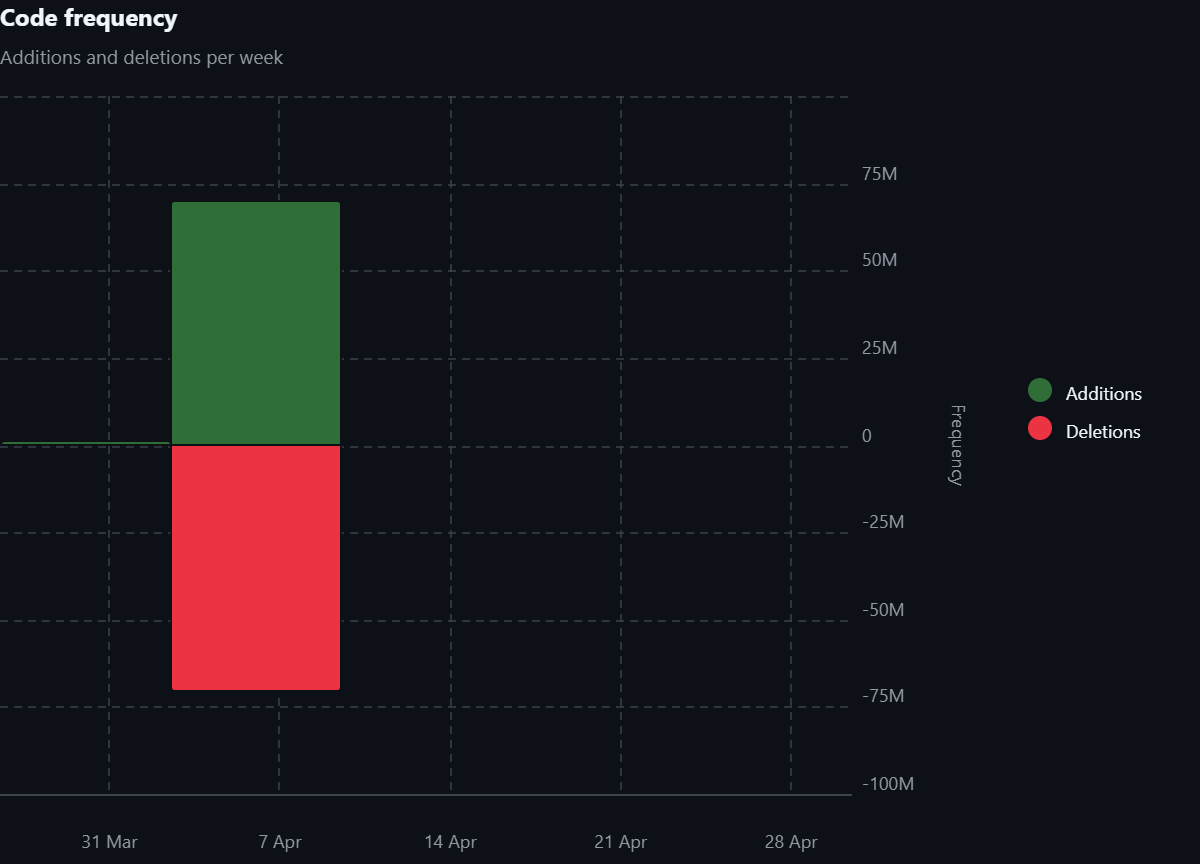 Code frequency
Additions and deletions per week
75M
50M
25M
0
-25M
-50M
-75M
-100M
Frequency
Additions
Deletions
31 Mar
7 Apr
14 Apr
21 Apr
28 Apr